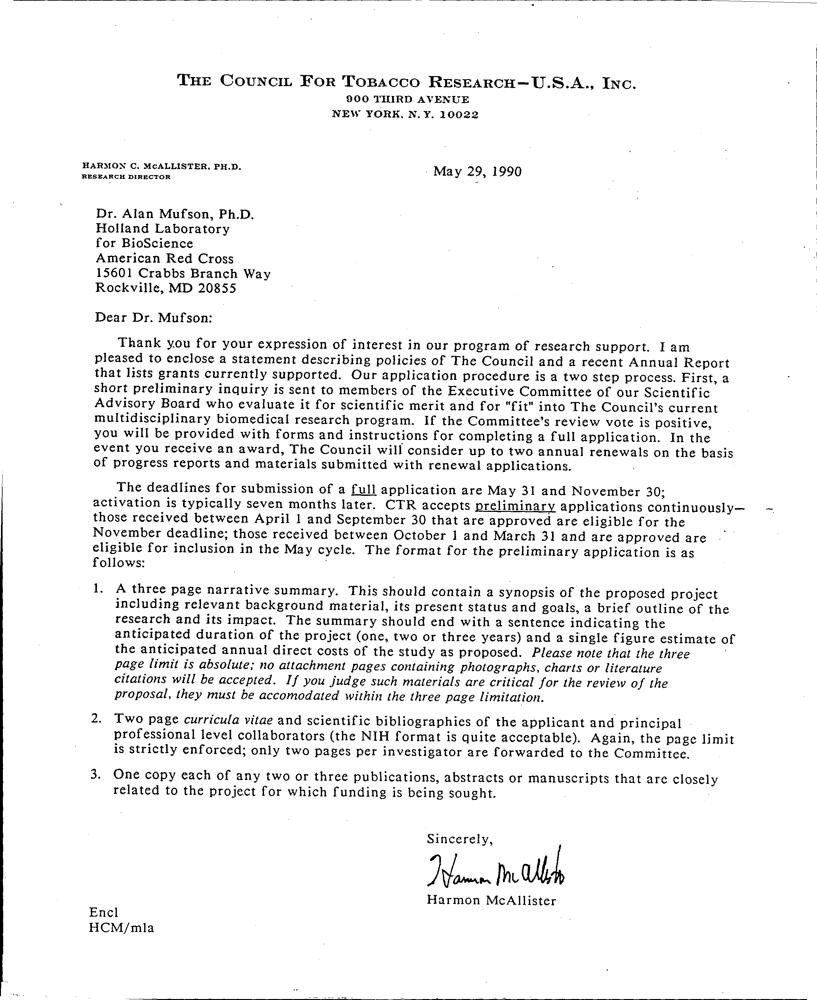 THE COUNCIL FOR TOBACCO RESEARCH—U.S.A., INC.
900 THIRD AVENUE
NEW YORK, N. Y. 10022
HARMON C. McALLISTER, PH.D.
RESEARCH DIRECTOR
May 29, 1990
Dr. Alan Mufson, Ph.D.
Holland Laboratory
for BioScience
American Red Cross
15601 Crabbs Branch Way
Rockville, MD 20855
Dear Dr. Mufson:
Thank you for your expression of interest in our program of research support. I am
pleased to enclose a statement describing policies of The Council and a recent Annual Report
that lists grants currently supported. Our application procedure is a two step process. First, a
short preliminary inquiry is sent to members of the Executive Committee of our Scientific
Advisory Board who evaluate it for scientific merit and for "fit" into The Council's current
multidisciplinary biomedical research program. If the Committee's review vote is positive,
you will be provided with forms and instructions for completing a full application. In the
event you receive an award, The Council will consider up to two annual renewals on the basis
of progress reports and materials submitted with renewal applications.
The deadlines for submission of a full application are May 31 and November 30;
activation is typically seven months later. CTR accepts preliminary applications continuously—
those received between April 1 and September 30 that are approved are eligible for the
November deadline; those received between October 1 and March 31 and are approved are
eligible for inclusion in the May cycle. The format for the preliminary application is as
follows:
1. A three page narrative summary. This should contain a synopsis of the proposed project
including relevant background material, its present status and goals, a brief outline of the
research and its impact. The summary should end with a sentence indicating the
anticipated duration of the project (one, two or three years) and a single figure estimate of
the anticipated annual direct costs of the study as proposed. Please note that the three
page limit is absolute; no attachment pages containing photographs, charts or literature
citations will be accepted. If you judge such materials are critical for the review of the
proposal, they must be accomodated within the three page limitation.
2. Two page curricula vitae and scientific bibliographies of the applicant and principal
professional level collaborators (the NIH format is quite acceptable). Again, the page limit
is strictly enforced; only two pages per investigator are forwarded to the Committee.
3. One copy each of any two or three publications, abstracts or manuscripts that are closely
related to the project for which funding is being sought.
Sincerely,
Harmon McAllister
Harmon McAllister
Encl
HCM/mla